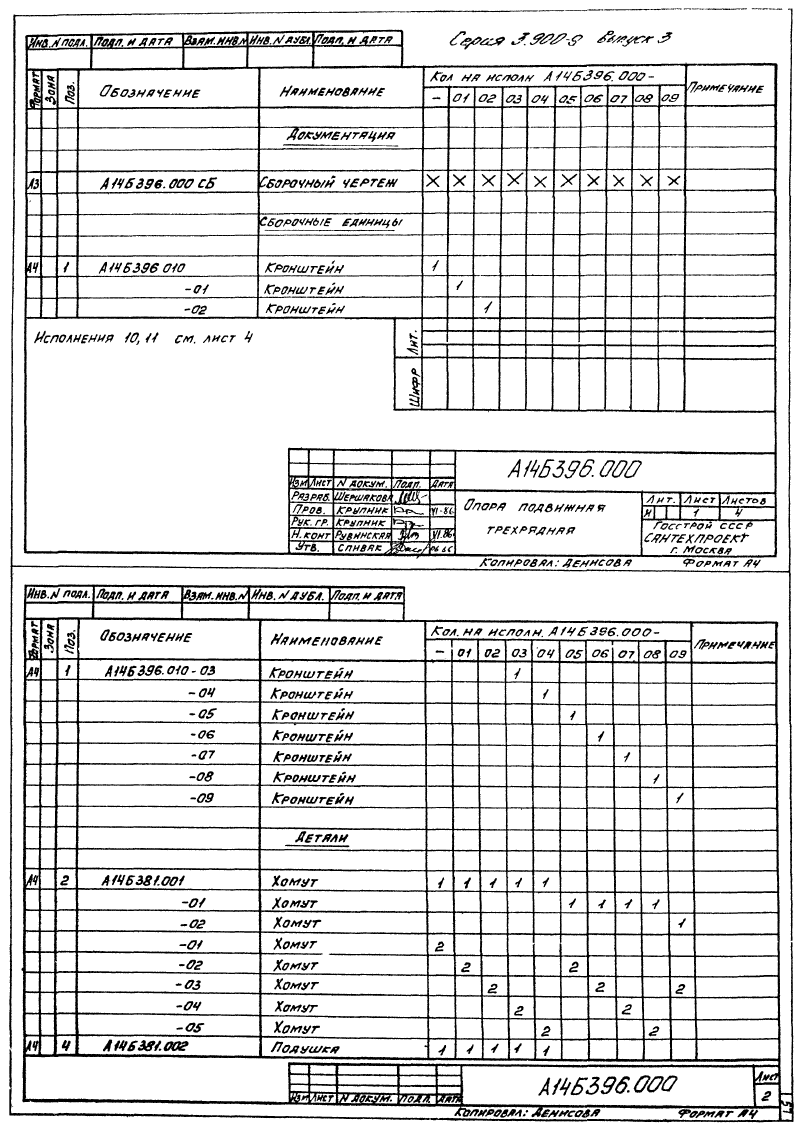 Серия 3.900-9 Выпуск 3
Инв. N подл. Подп. и дата Взам. инв. N Инв. N дубл. Подп. и дата
Формат Зона Поз. Обозначение Наименование Кол на исполн А14Б396.000- Примечание
- 01 02 03 04 05 06 07 08 09
Документация
А3 А14Б396.000 СБ Сборочный чертеж X X X X X X X X X X
Сборочные единицы
А4 1 А14Б396 010 Кронштейн 1
-01 Кронштейн 1
-02 Кронштейн 1
Исполнения 10, 11 см. лист 4
Лит.
Шифр
А14Б396.000
Изм Лист N докум. Подп. Дата
Разраб. Шершакова
Пров. Крупник VI-86
Рук. гр. Крупник
Н. конт Рувинская VI.86
Утв. Спивак
Опора подвижная
трехрядная
Лит. Лист Листов
И 1 4
Госстрой СССР
Сантехпроект
г. Москва
Копировал: Денисова Формат А4
Инв. N подл. Подп. и дата Взам. инв. N Инв. N дубл. Подп. и дата
Формат Зона Поз. Обозначение Наименование Кол. на исполн. А14Б396.000- Примечание
- 01 02 03 04 05 06 07 08 09
А4 1 А14Б396.010-03 Кронштейн 1
-04 Кронштейн 1
-05 Кронштейн 1
-06 Кронштейн 1
-07 Кронштейн 1
-08 Кронштейн 1
-09 Кронштейн 1
Детали
А4 2 А14Б381.001 Хомут 1 1 1 1 1
-01 Хомут 1 1 1 1
-02 Хомут 1
-01 Хомут 2
-02 Хомут 2 2
-03 Хомут 2 2 2
-04 Хомут 2 2
-05 Хомут 2 2
А4 4 А14Б381.002 Подушка 1 1 1 1 1
Изм Лист N докум. Подп. Дата
А14Б396.000
Лист
2
Копировал: Денисова Формат А4